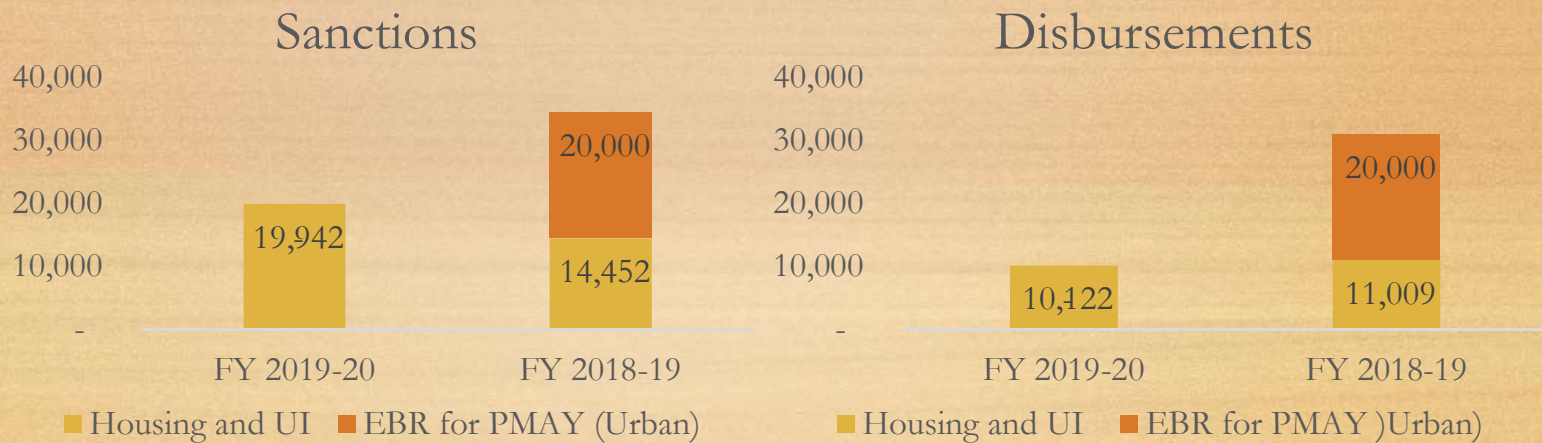 Sanctions
40,000
30,000
20,000
10,000
-
20,000
19,942
-
14,452
FY 2019-20
FY 2018-19
Housing and UI
EBR for PMAY (Urban)
Disbursements
40,000
30,000
20,000
10,000
-
20,000
10,122
-
11,009
FY 2019-20
FY 2018-19
Housing and UI
EBR for PMAY )Urban)